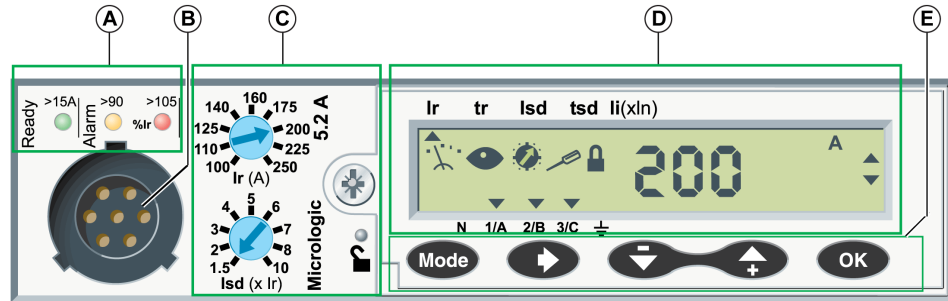 A B C D E
Ready >15A Alarm >90 %Ir >105
100 110 125 140 160 175 200 225 250
Ir (A)
1.5 2 3 4 5 6 7 8 10
Isd (x Ir)
Micrologic 5.2 A
Ir tr Isd tsd Ii(xIn)
200 A
N 1/A 2/B 3/C
Mode OK
- +